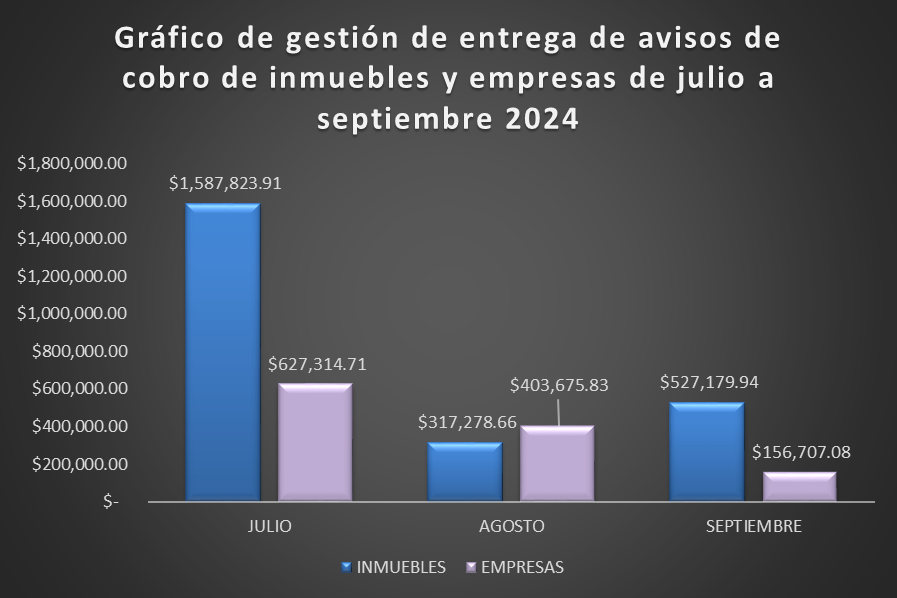 Gráfico de gestión de entrega de avisos de
cobro de inmuebles y empresas de julio a
septiembre 2024
$1,800,000.00
$1,600,000.00
$1,400,000.00
$1,200,000.00
$1,000,000.00
$800,000.00
$600,000.00
$400,000.00
$200,000.00
$-
$1,587,823.91
$627,314.71
$317,278.66
$403,675.83
$527,179.94
$156,707.08
JULIO
AGOSTO
SEPTIEMBRE
INMUEBLES
EMPRESAS